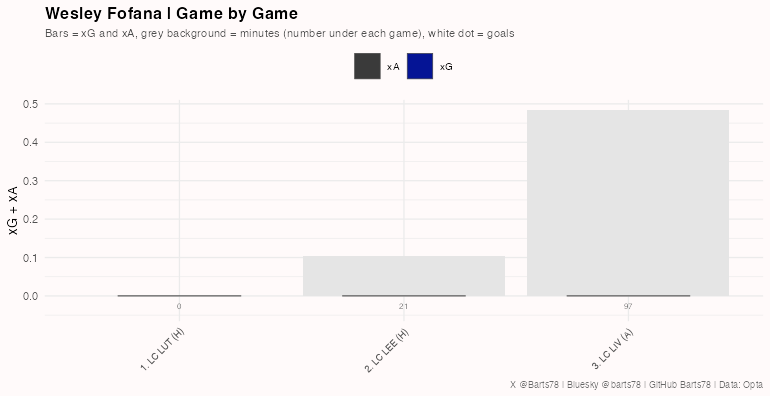 Wesley Fofana | Game by Game
Bars = xG and xA, grey background = minutes (number under each game), white dot = goals
xA xG
xG + xA
0.5
0.4
0.3
0.2
0.1
0.0
0 21 97
1. LC LUT (H) 2. LC LEE (H) 3. LC LIV (A)
X @Barts78 | Bluesky @barts78 | GitHub Barts78 | Data: Opta